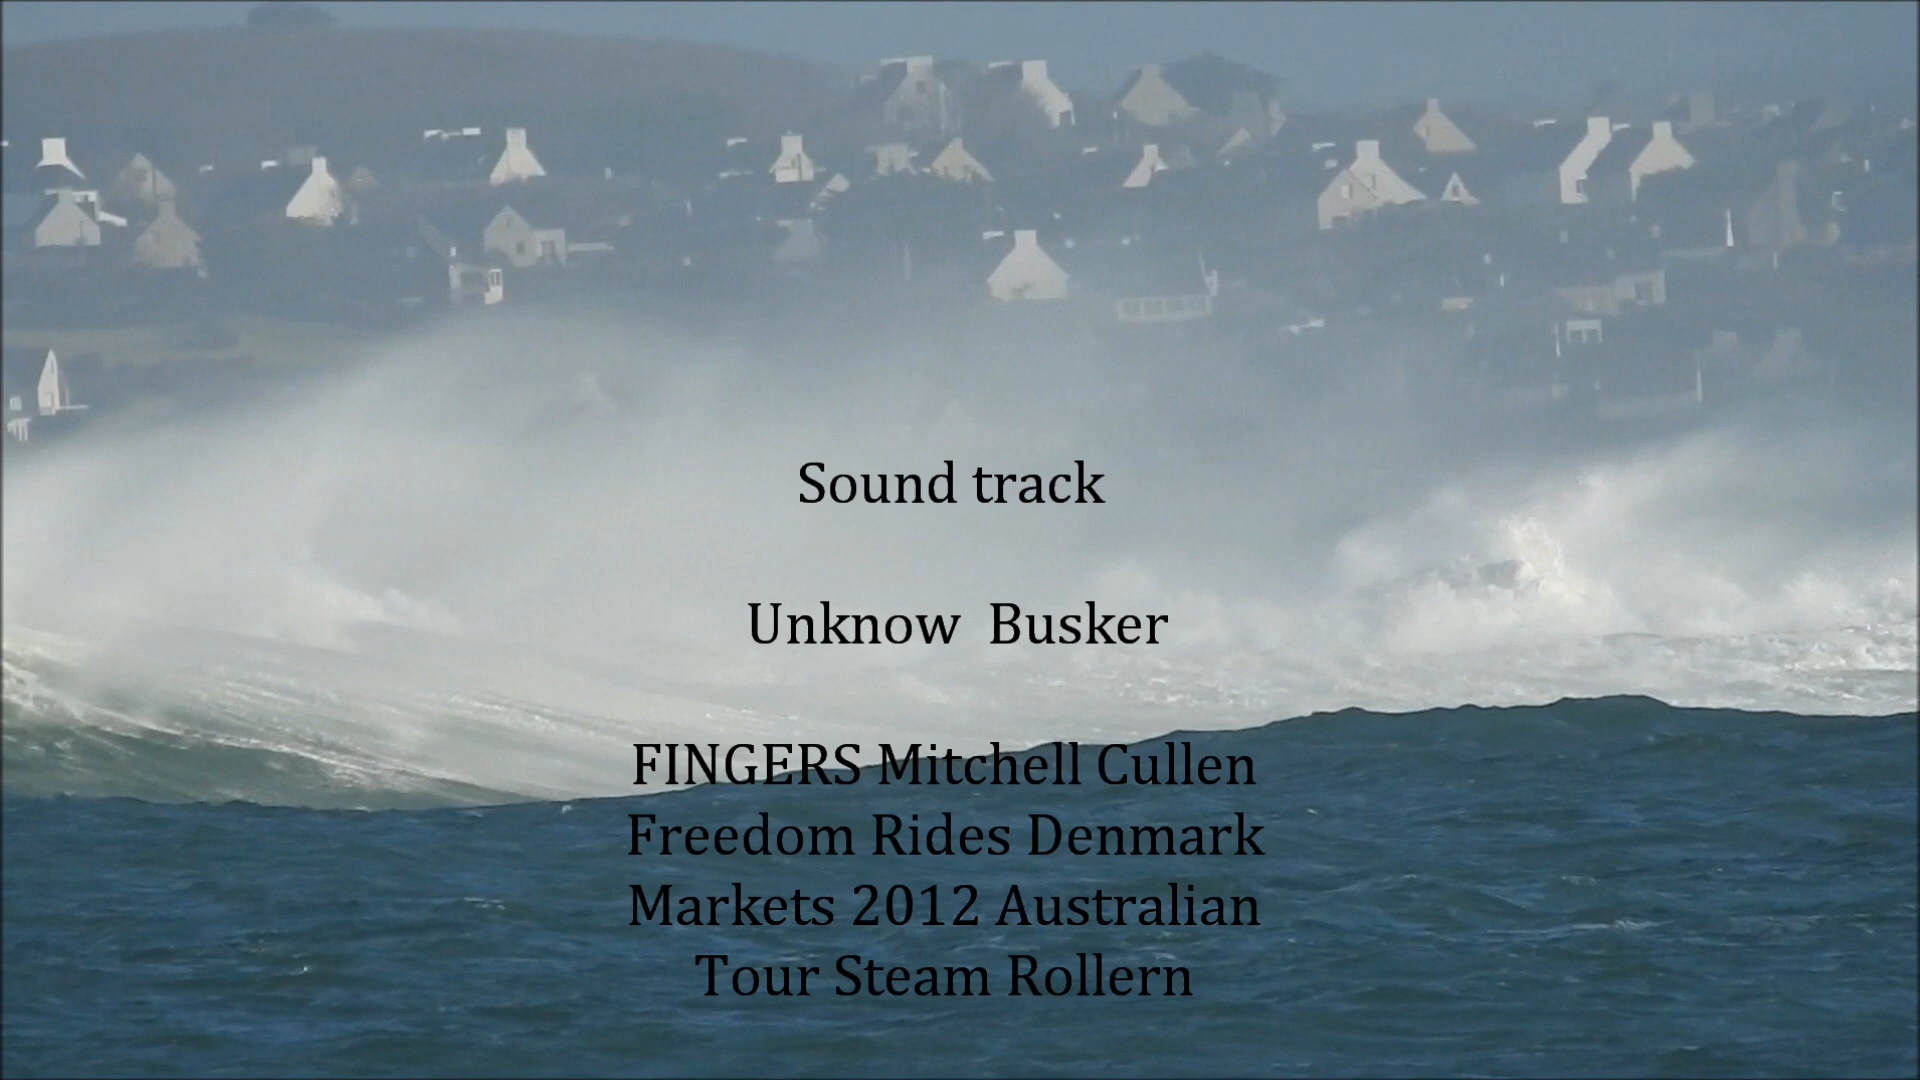 Sound track
Unknow Busker
FINGERS Mitchell Cullen
Freedom Rides Denmark
Markets 2012 Australian
Tour Steam Rollern